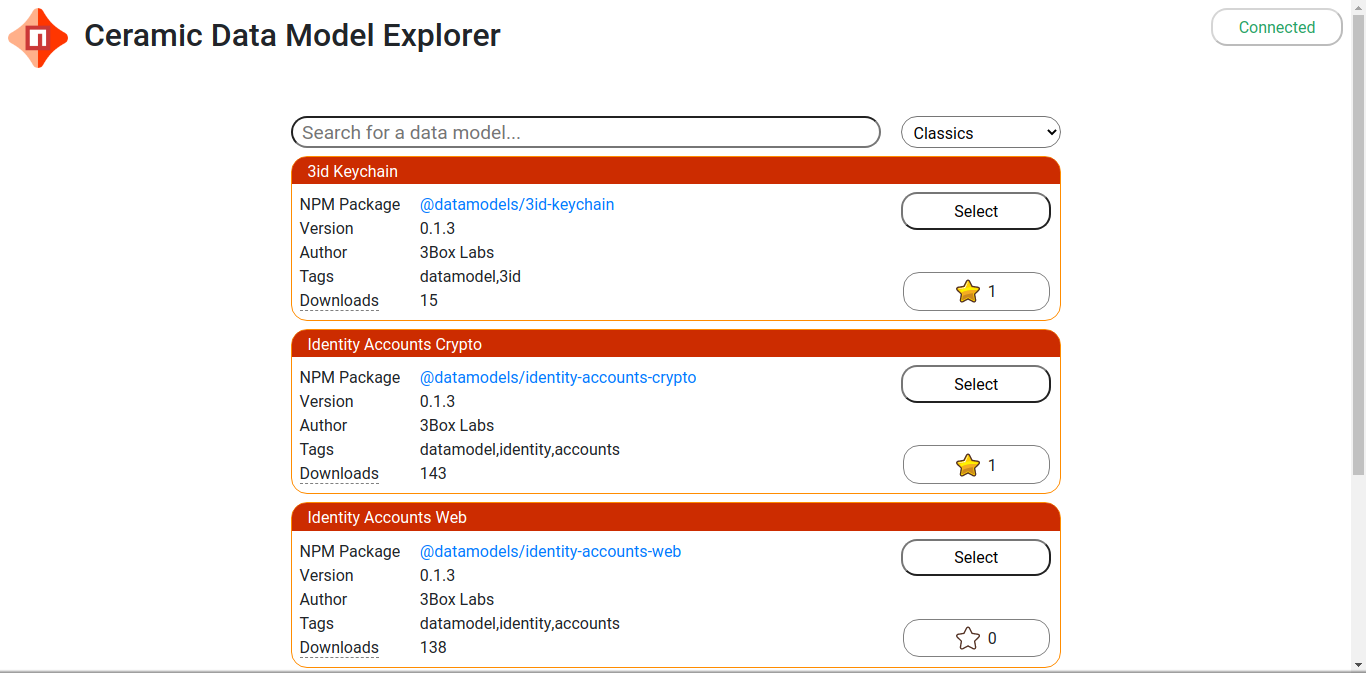 Ceramic Data Model Explorer
Connected
Search for a data model...
Classics
3id Keychain
NPM Package @datamodels/3id-keychain
Select
Version 0.1.3
Author 3Box Labs
Tags datamodel,3id
Downloads 15
1
Identity Accounts Crypto
NPM Package @datamodels/identity-accounts-crypto
Select
Version 0.1.3
Author 3Box Labs
Tags datamodel,identity,accounts
Downloads 143
1
Identity Accounts Web
NPM Package @datamodels/identity-accounts-web
Select
Version 0.1.3
Author 3Box Labs
Tags datamodel,identity,accounts
Downloads 138
0